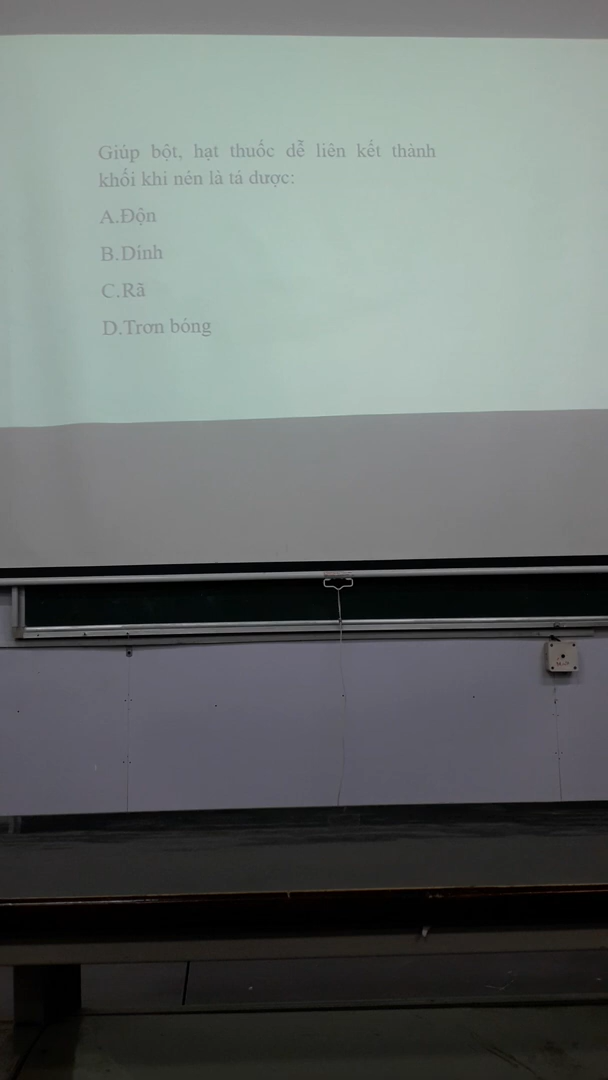 Giúp bột, hạt thuốc dễ liên kết thành
khối khi nén là tá dược:
A.Độn
B.Dính
C.Rã
D.Trơn bóng